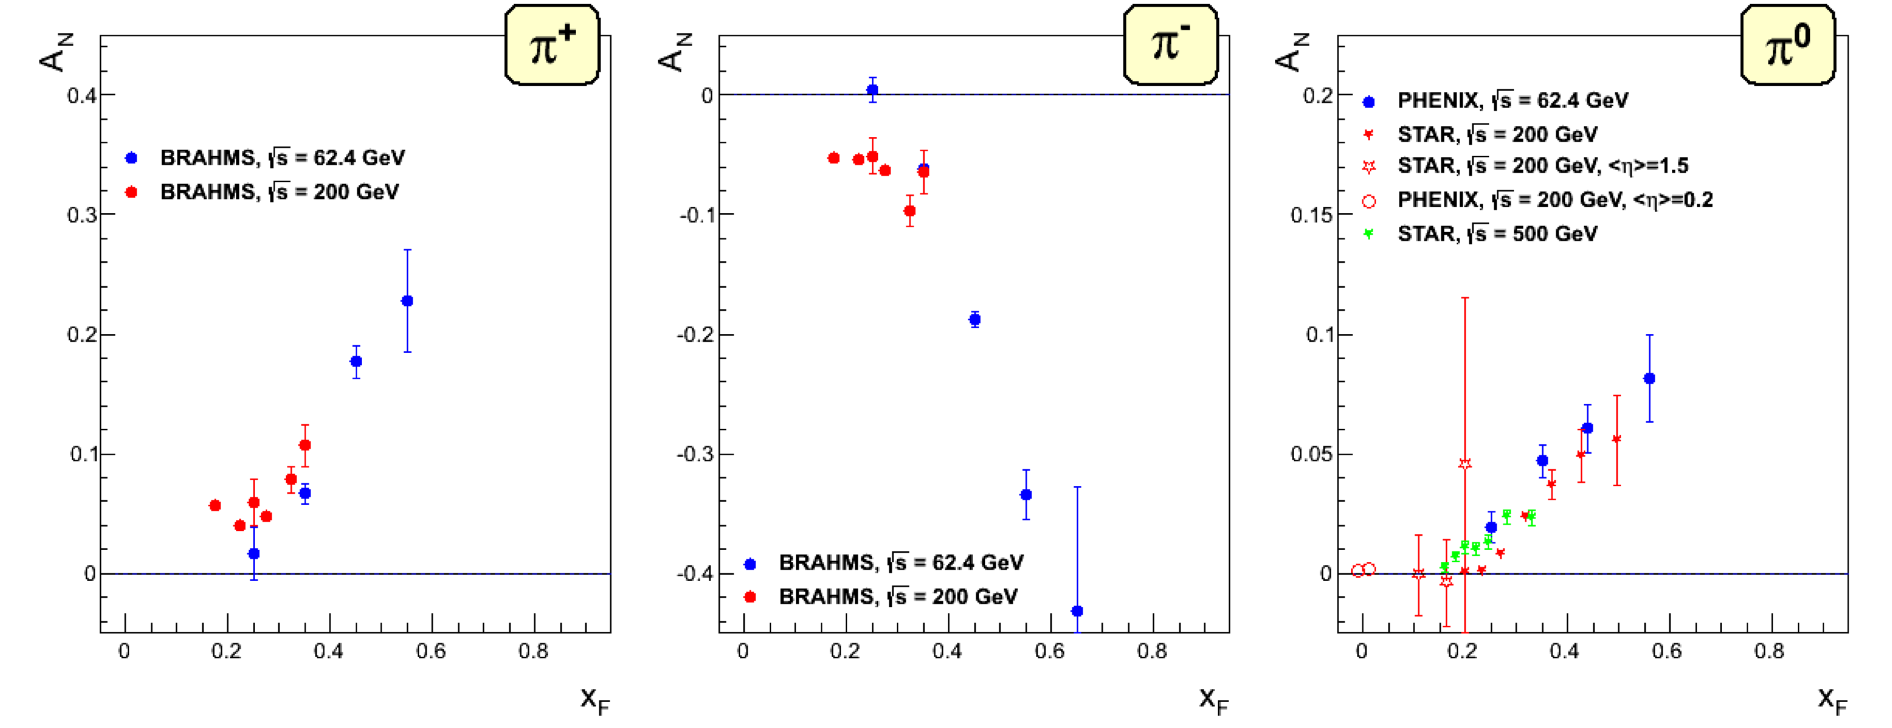 π+
A_N
0.4
0.3
0.2
0.1
0
BRAHMS, √s = 62.4 GeV
BRAHMS, √s = 200 GeV
0 0.2 0.4 0.6 0.8
x_F
π-
A_N
0
-0.1
-0.2
-0.3
-0.4
BRAHMS, √s = 62.4 GeV
BRAHMS, √s = 200 GeV
0 0.2 0.4 0.6 0.8
x_F
π0
A_N
0.2
0.15
0.1
0.05
0
PHENIX, √s = 62.4 GeV
STAR, √s = 200 GeV
STAR, √s = 200 GeV, <η>=1.5
PHENIX, √s = 200 GeV, <η>=0.2
STAR, √s = 500 GeV
0 0.2 0.4 0.6 0.8
x_F